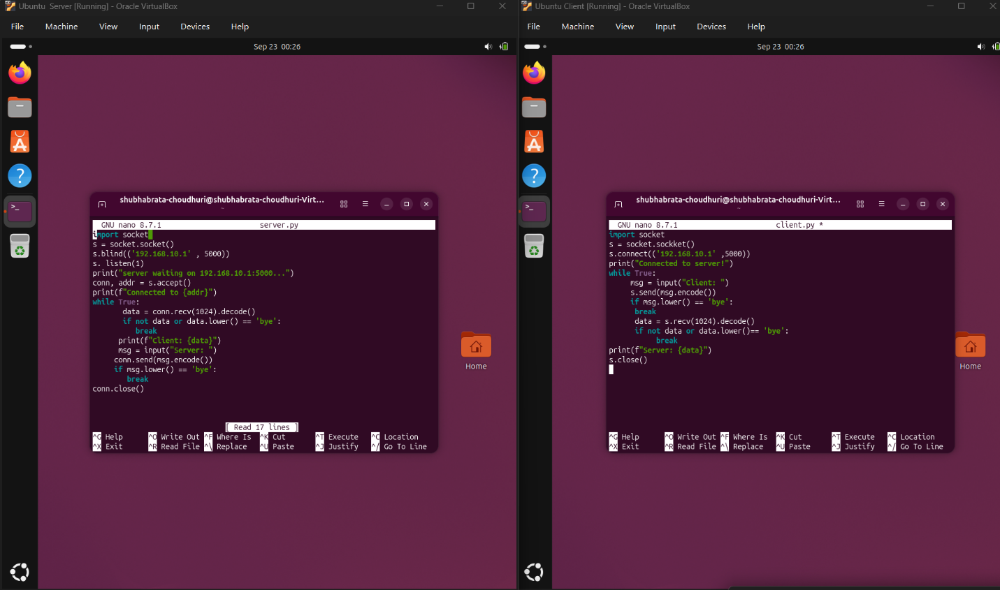 Ubuntu Server [Running] - Oracle VirtualBox
File Machine View Input Devices Help
Sep 23 00:26
shubhabrata-choudhuri@shubhabrata-choudhuri-Virt...
~
GNU nano 8.7.1 server.py
import socket
s = socket.socket()
s.blind(('192.168.10.1' , 5000))
s. listen(1)
print("server waiting on 192.168.10.1:5000...")
conn, addr = s.accept()
print(f"Connected to {addr}")
while True:
data = conn.recv(1024).decode()
if not data or data.lower() == 'bye':
break
print(f"Client: {data}")
msg = input("Server: ")
conn.send(msg.encode())
if msg.lower() == 'bye':
break
conn.close()
[ Read 17 lines ]
^G Help ^O Write Out ^F Where Is ^K Cut ^T Execute ^C Location
^X Exit ^R Read File ^\ Replace ^U Paste ^J Justify ^/ Go To Line
Home
Ubuntu Client [Running] - Oracle VirtualBox
File Machine View Input Devices Help
Sep 23 00:26
shubhabrata-choudhuri@shubhabrata-choudhuri-Virt...
~
GNU nano 8.7.1 client.py *
import socket
s = socket.sockket()
s.connect(('192.168.10.1' ,5000))
print("Connected to server!")
while True:
msg = input("Client: ")
s.send(msg.encode())
if msg.lower() == 'bye':
break
data = s.recv(1024).decode()
if not data or data.lower()== 'bye':
break
print(f"Server: {data}")
s.close()
^G Help ^O Write Out ^F Where Is ^K Cut ^T Execute ^C Location
^X Exit ^R Read File ^\ Replace ^U Paste ^J Justify ^/ Go To Line
Home